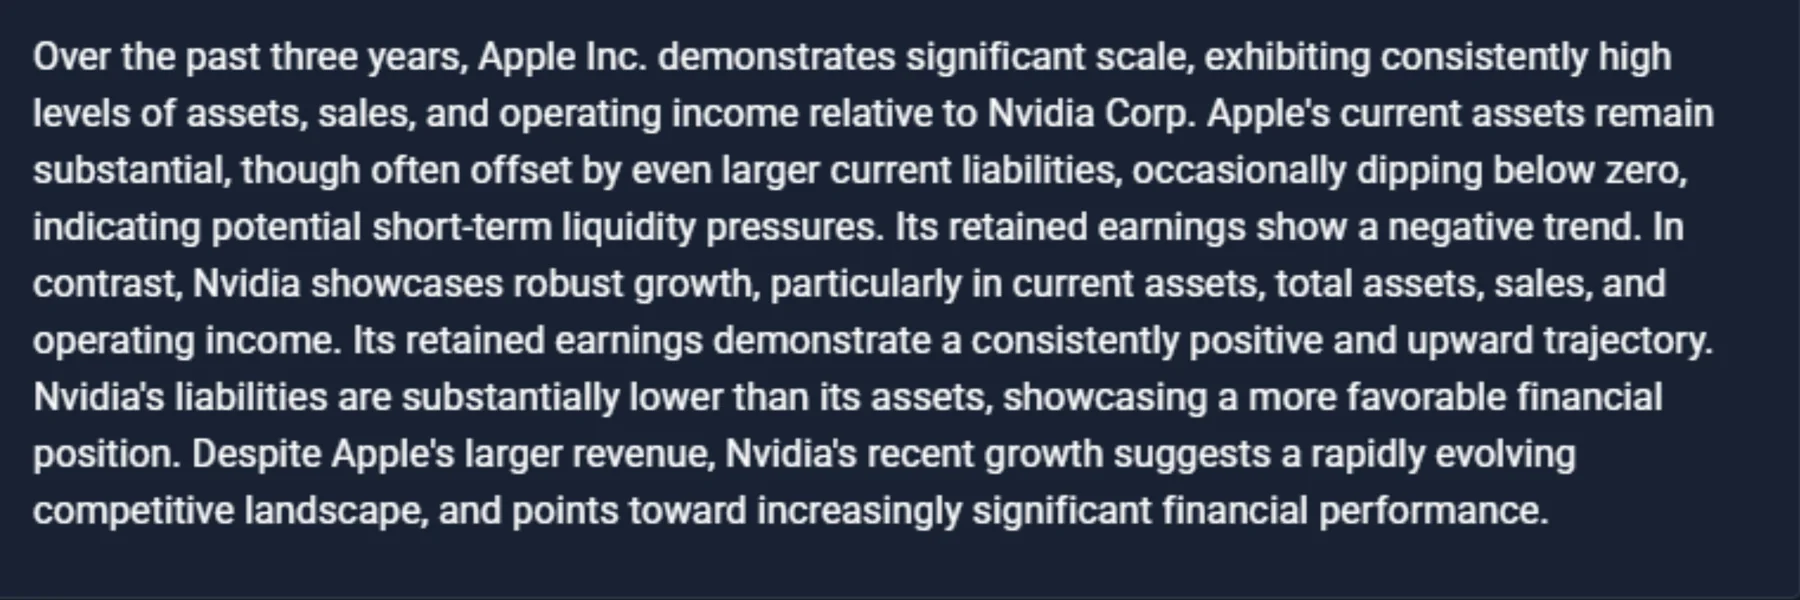 Over the past three years, Apple Inc. demonstrates significant scale, exhibiting consistently high
levels of assets, sales, and operating income relative to Nvidia Corp. Apple's current assets remain
substantial, though often offset by even larger current liabilities, occasionally dipping below zero,
indicating potential short-term liquidity pressures. Its retained earnings show a negative trend. In
contrast, Nvidia showcases robust growth, particularly in current assets, total assets, sales, and
operating income. Its retained earnings demonstrate a consistently positive and upward trajectory.
Nvidia's liabilities are substantially lower than its assets, showcasing a more favorable financial
position. Despite Apple's larger revenue, Nvidia's recent growth suggests a rapidly evolving
competitive landscape, and points toward increasingly significant financial performance.